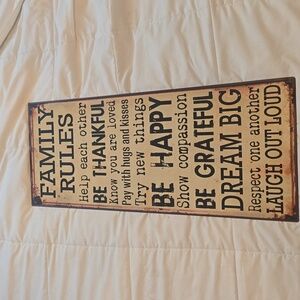 FAMILY
RULES
Help each other
BE THANKFUL
Know you are loved
Pay with hugs and kisses
Try new things
BE HAPPY
Show compassion
BE GRATEFUL
DREAM BIG
Respect one another
LAUGH OUT LOUD